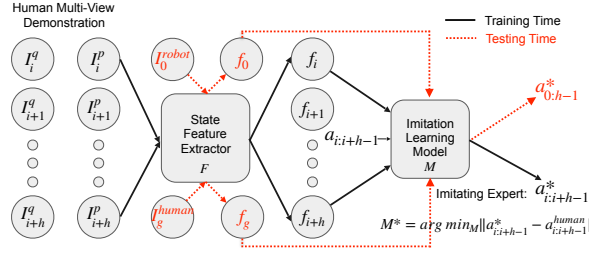 Human Multi-View
Demonstration
Training Time
Testing Time
I_i^q I_i^p I_0^{robot} f_0 f_i
I_{i+1}^q I_{i+1}^p f_{i+1}
a^*_{0:h-1}
State
Feature
Extractor
F
a_{i:i+h-1}
Imitation
Learning
Model
M
Imitating Expert: a^*_{i:i+h-1}
I_{i+h}^q I_{i+h}^p I_g^{human} f_g f_{i+h}
M* = arg min_M ||a^*_{i:i+h-1} − a^{human}_{i:i+h-1}||